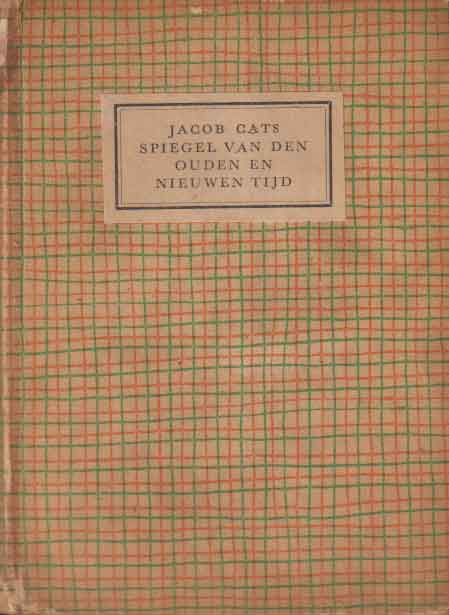 JACOB CATS
SPIEGEL VAN DEN
OUDEN EN
NIEUWEN TIJD